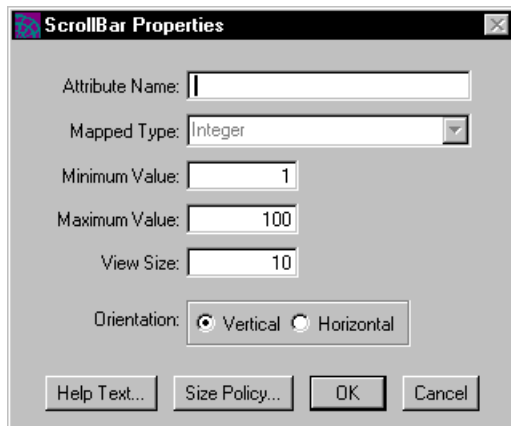 ScrollBar Properties
Attribute Name:
Mapped Type: Integer
Minimum Value: 1
Maximum Value: 100
View Size: 10
Orientation: Vertical Horizontal
Help Text... Size Policy... OK Cancel